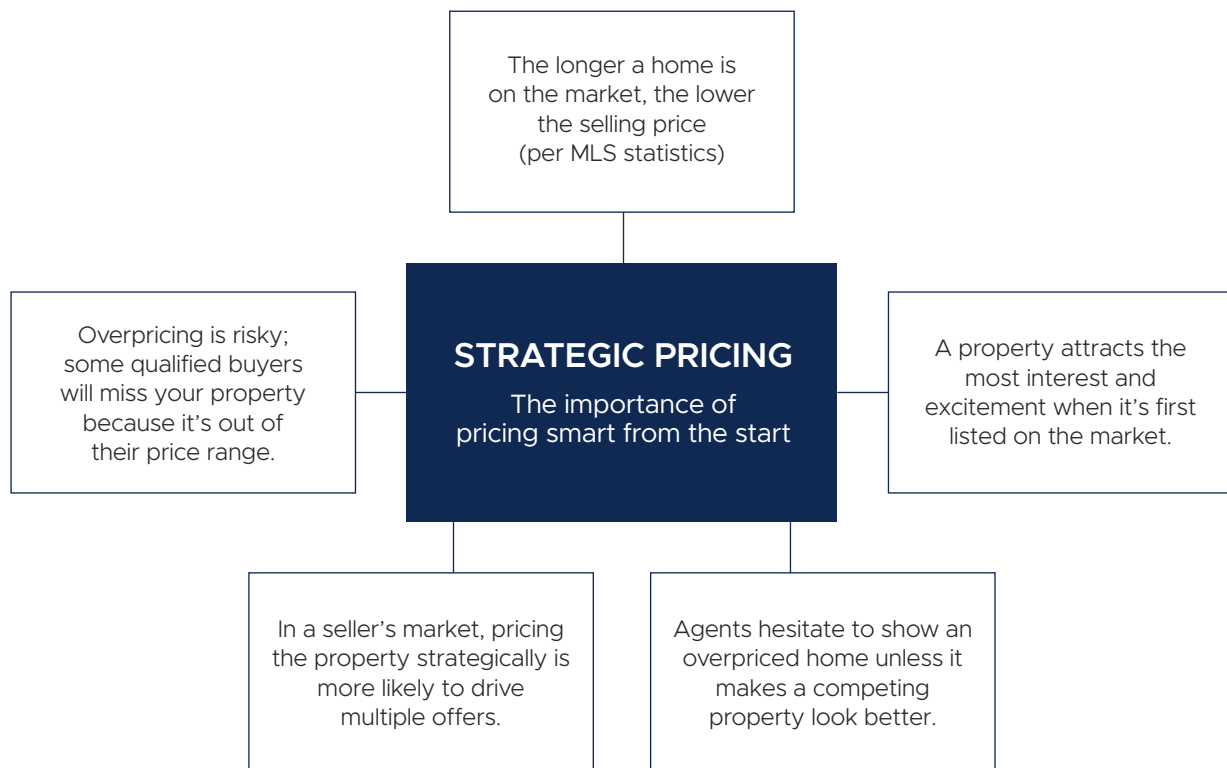 The longer a home is
on the market, the lower
the selling price
(per MLS statistics)
Overpricing is risky;
some qualified buyers
will miss your property
because it’s out of
their price range.
STRATEGIC PRICING
The importance of
pricing smart from the start
A property attracts the
most interest and
excitement when it’s first
listed on the market.
In a seller’s market, pricing
the property strategically is
more likely to drive
multiple offers.
Agents hesitate to show an
overpriced home unless it
makes a competing
property look better.